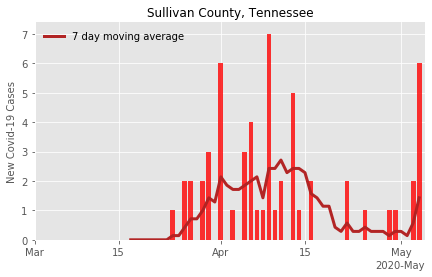 Sullivan County, Tennessee
7 day moving average
New Covid-19 Cases
7
6
5
4
3
2
1
0
Mar 15 Apr 15 May
2020-May